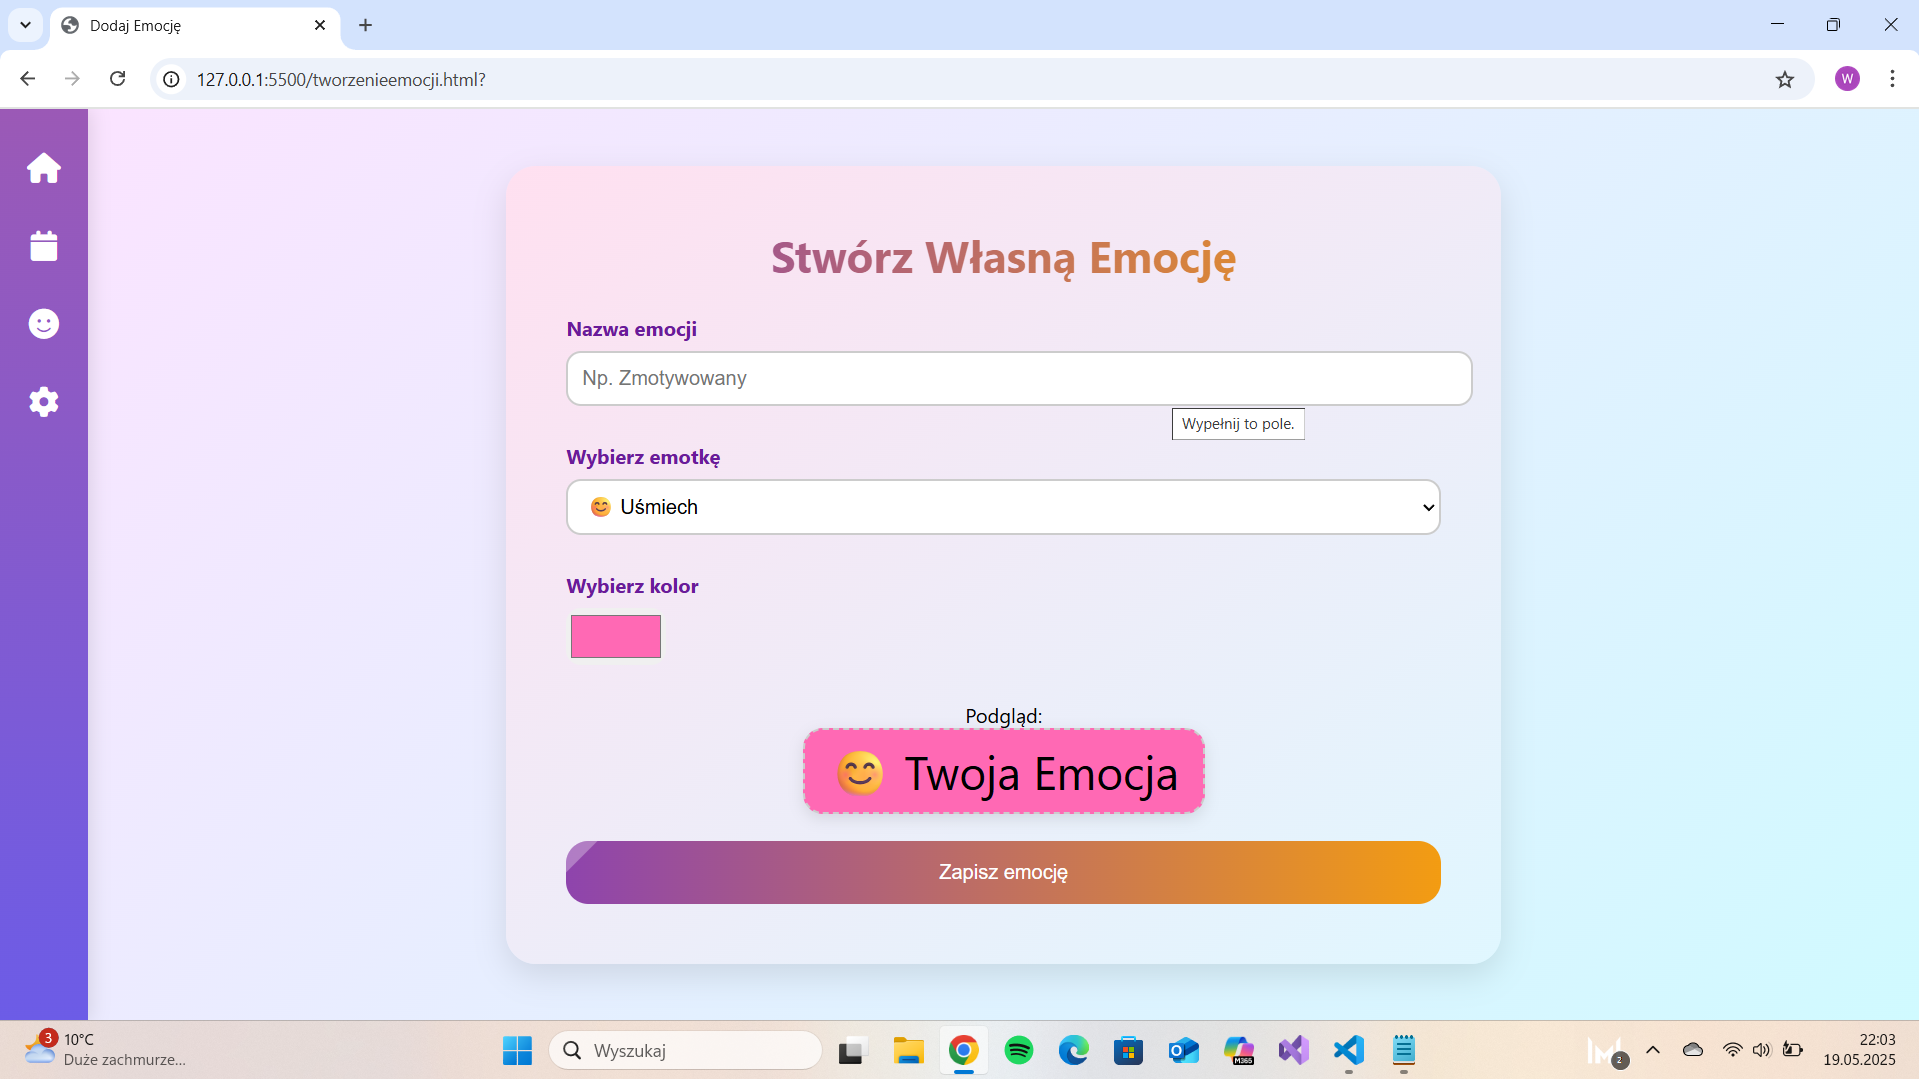 Dodaj Emocję
127.0.0.1:5500/tworzenieemocji.html?
W
Stwórz Własną Emocję
Nazwa emocji
Np. Zmotywowany
Wypełnij to pole.
Wybierz emotkę
😊 Uśmiech
Wybierz kolor
Podgląd:
😊 Twoja Emocja
Zapisz emocję
3
10°C
Duże zachmurze...
Wyszukaj
M365
2
22:03
19.05.2025